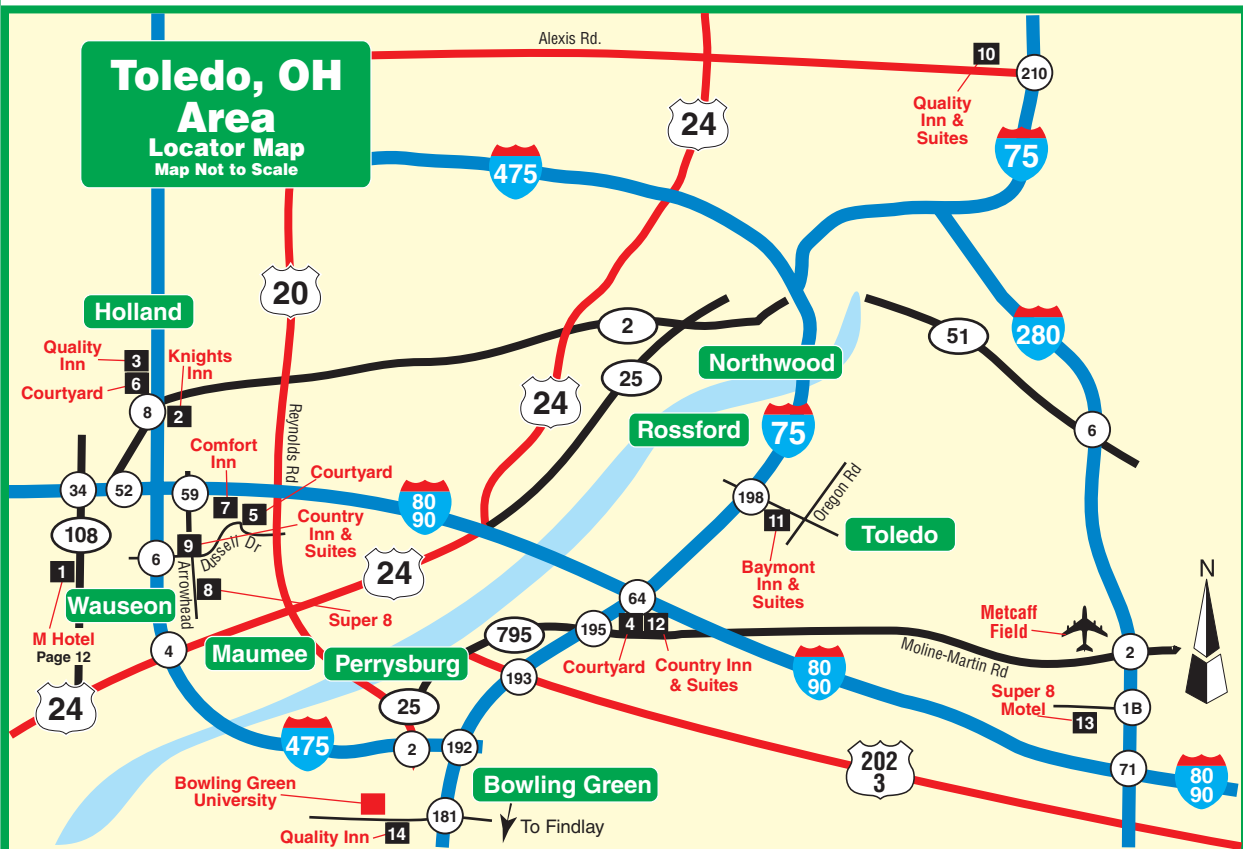 Toledo, OH
Area
Locator Map
Map Not to Scale
Alexis Rd.
10
210
Quality
Inn &
Suites
24
75
475
20
Holland
2
51
280
Quality
Inn
3
Knights
Inn
Courtyard
6
8
2
25
Northwood
24
Rossford
75
6
Reynolds Rd
Comfort
Inn
Courtyard
34
52
59
7
5
80
90
198
Oregon Rd
11
Toledo
108
9
Country
Inn &
Suites
Dussell Dr
6
1
Arrowhead
8
24
Baymont
Inn &
Suites
N
Wauseon
Super 8
64
Metcaff
Field
M Hotel
Page 12
4
Maumee
Perrysburg
795
195
4
12
Courtyard
Country Inn
& Suites
Moline-Martin Rd
2
193
80
90
24
25
Super 8
Motel
13
1B
475
2
192
202
3
71
80
90
Bowling Green
University
Bowling Green
181
To Findlay
Quality Inn
14